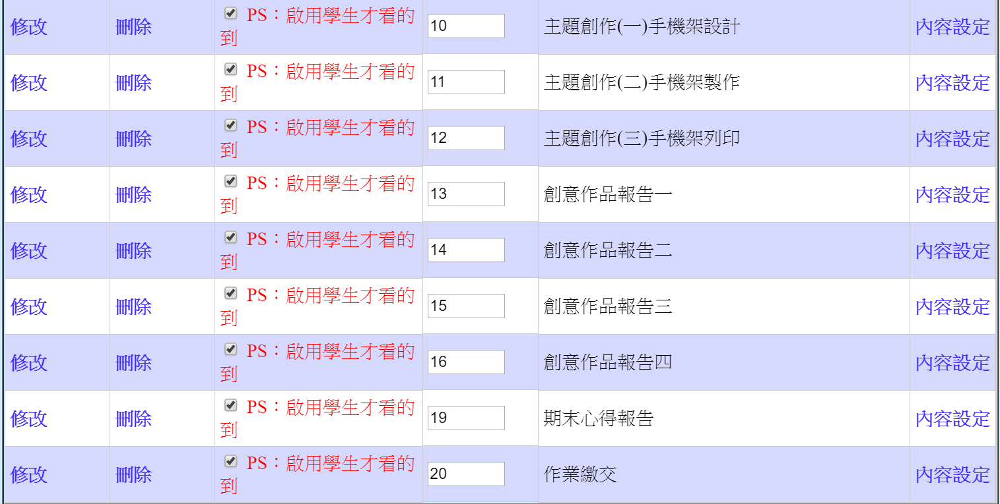 修改 刪除 PS：啟用學生才看的到 10 主題創作(一)手機架設計 內容設定
修改 刪除 PS：啟用學生才看的到 11 主題創作(二)手機架製作 內容設定
修改 刪除 PS：啟用學生才看的到 12 主題創作(三)手機架列印 內容設定
修改 刪除 PS：啟用學生才看的到 13 創意作品報告一 內容設定
修改 刪除 PS：啟用學生才看的到 14 創意作品報告二 內容設定
修改 刪除 PS：啟用學生才看的到 15 創意作品報告三 內容設定
修改 刪除 PS：啟用學生才看的到 16 創意作品報告四 內容設定
修改 刪除 PS：啟用學生才看的到 19 期末心得報告 內容設定
修改 刪除 PS：啟用學生才看的到 20 作業繳交 內容設定